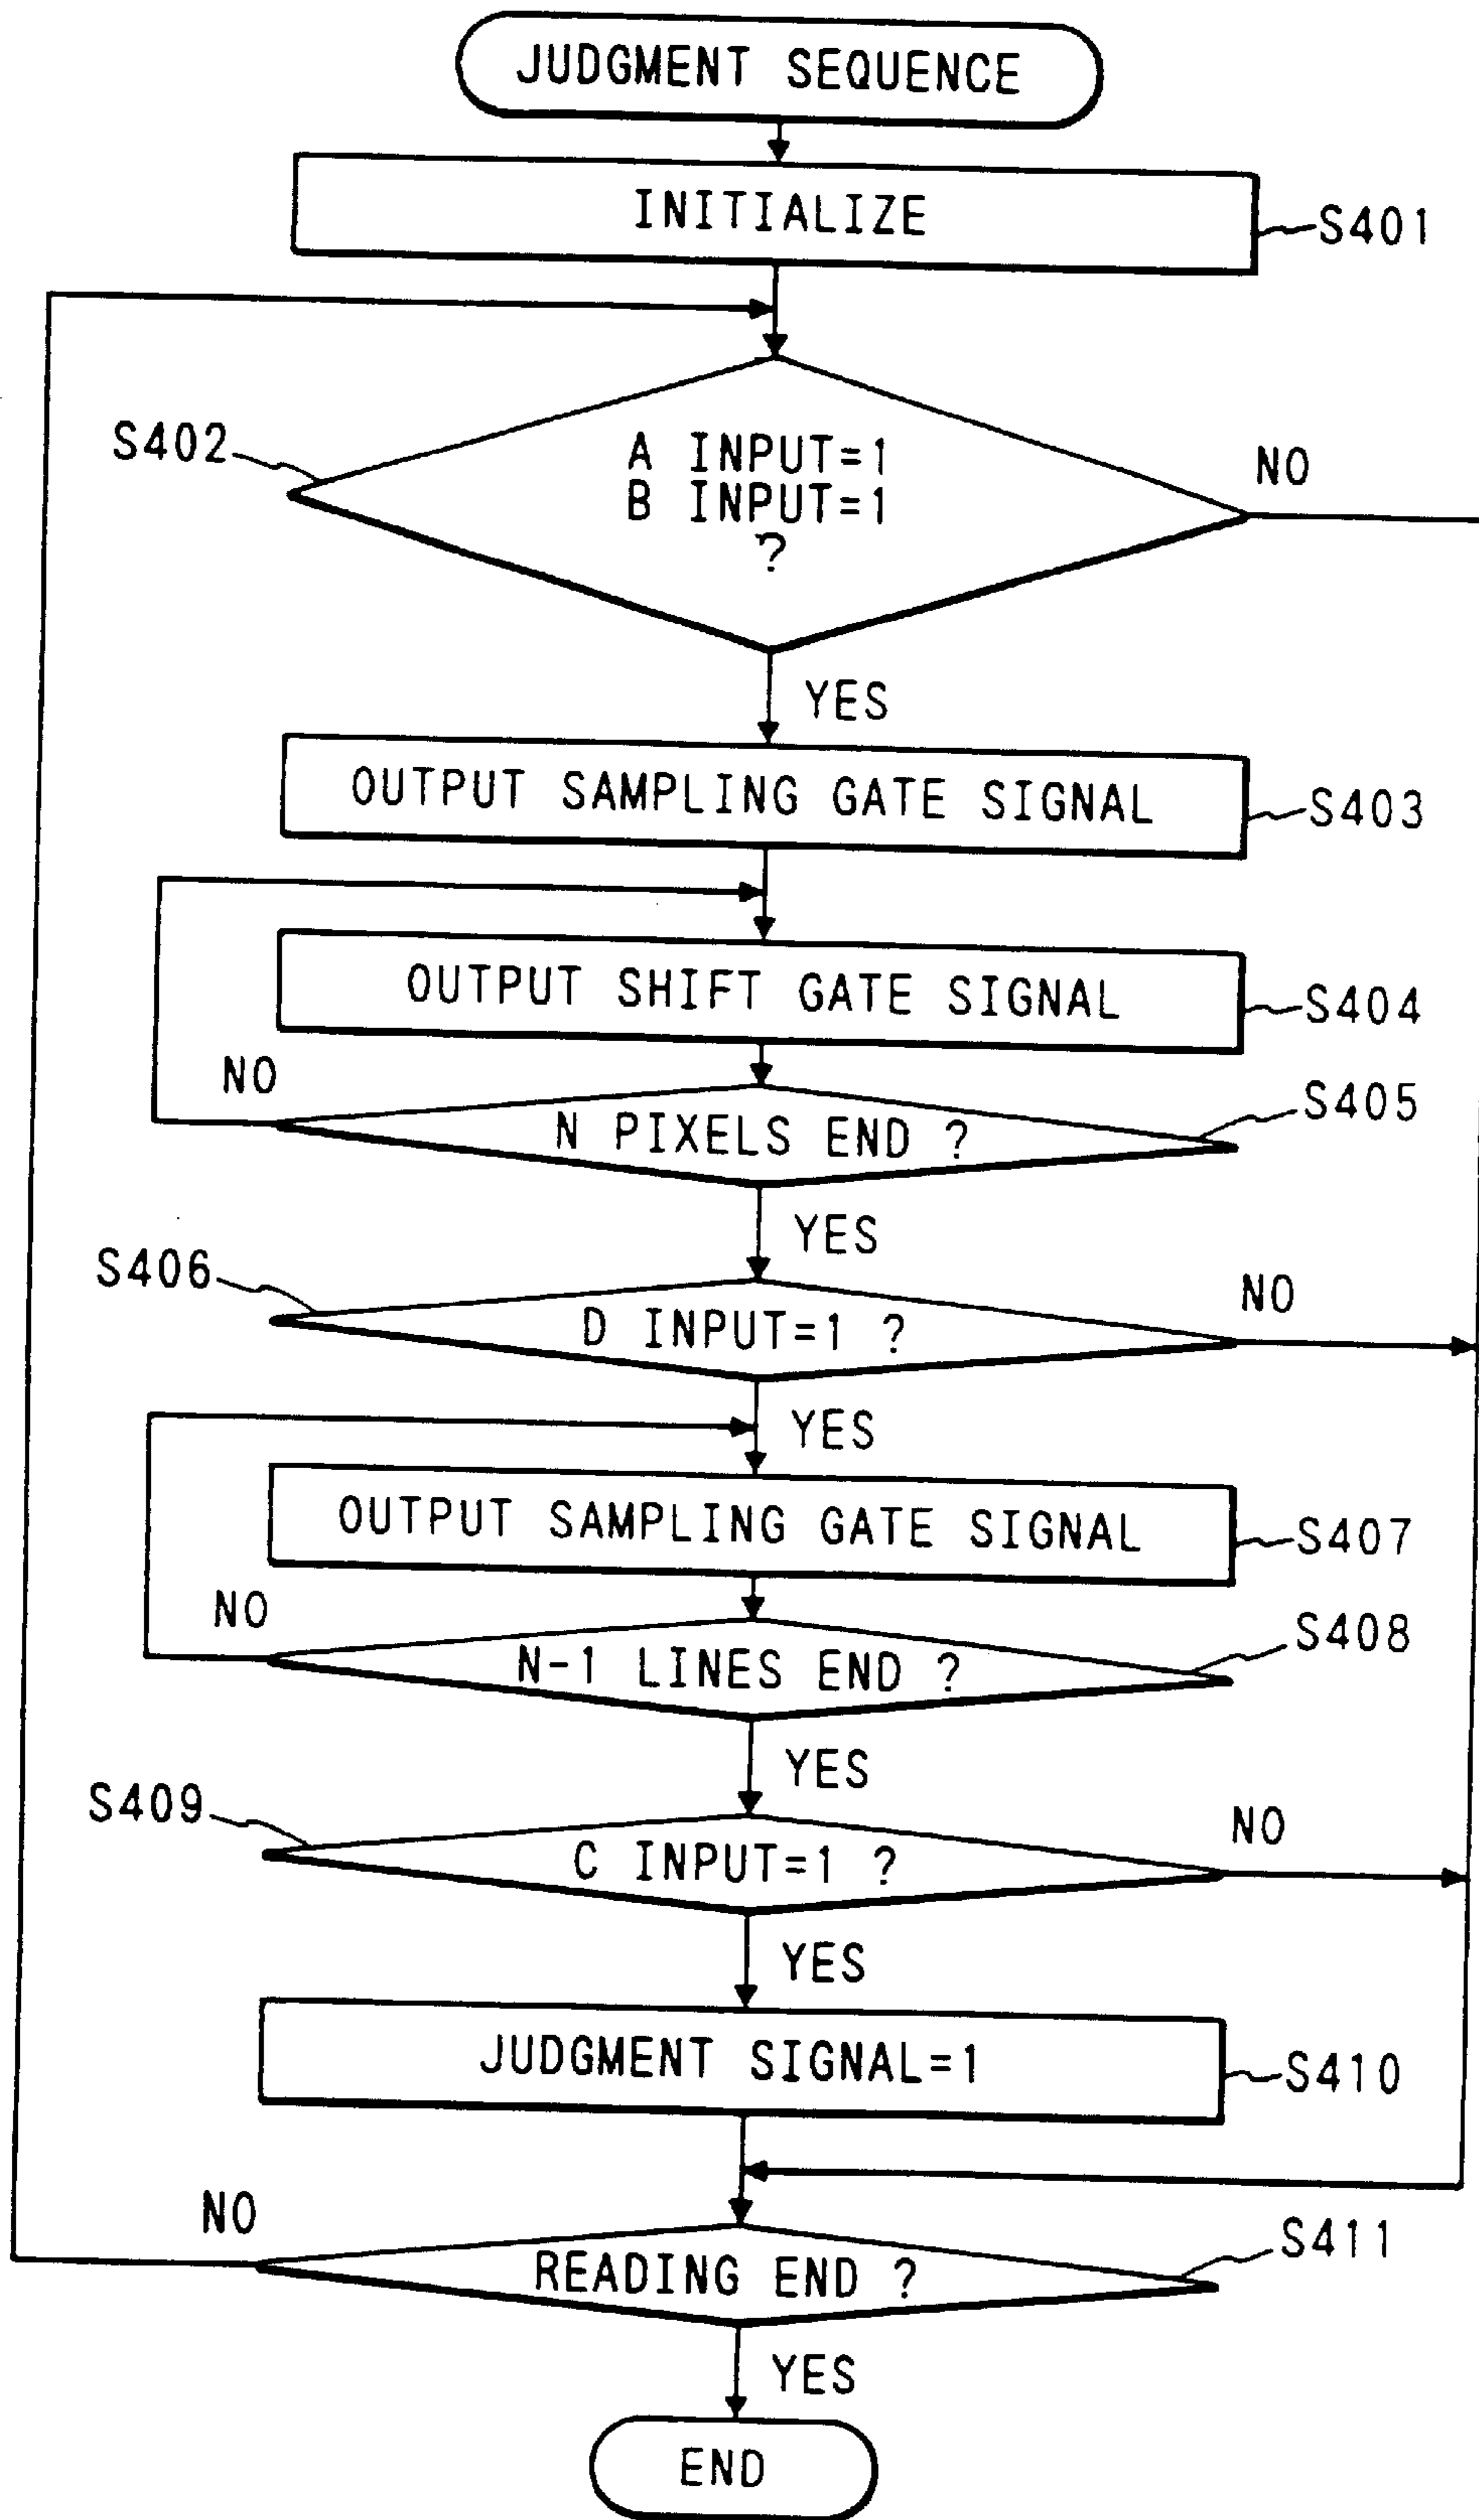 JUDGMENT SEQUENCE
INITIALIZE
S401
S402
A INPUT=1
B INPUT=1
?
NO
YES
OUTPUT SAMPLING GATE SIGNAL
S403
OUTPUT SHIFT GATE SIGNAL
S404
NO
N PIXELS END ?
S405
YES
S406
D INPUT=1 ?
NO
YES
OUTPUT SAMPLING GATE SIGNAL
S407
NO
N-1 LINES END ?
S408
YES
S409
C INPUT=1 ?
NO
YES
JUDGMENT SIGNAL=1
S410
NO
READING END ?
S411
YES
END